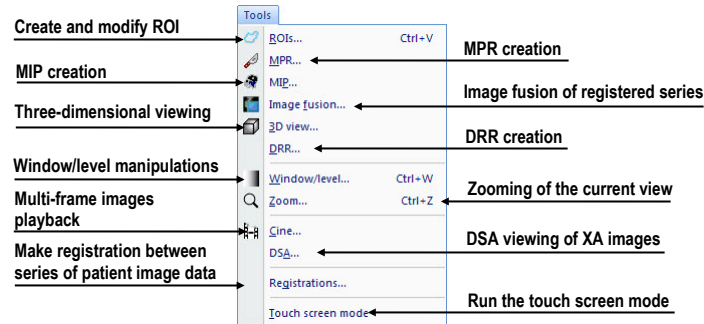 Tools
Create and modify ROI
ROIs... Ctrl+V
MPR...
MPR creation
MIP creation
MIP...
Image fusion...
Image fusion of registered series
Three-dimensional viewing
3D view...
DRR...
DRR creation
Window/level manipulations
Window/level... Ctrl+W
Zoom... Ctrl+Z
Zooming of the current view
Multi-frame images
playback
Cine...
DSA...
DSA viewing of XA images
Make registration between
series of patient image data
Registrations...
Touch screen mode
Run the touch screen mode